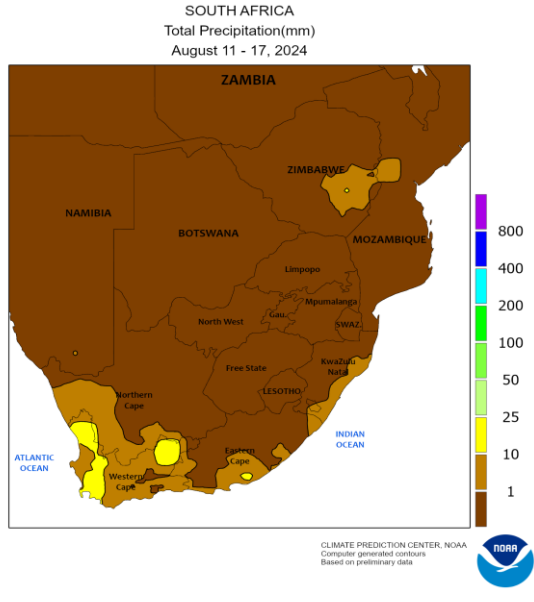 SOUTH AFRICA
Total Precipitation(mm)
August 11 - 17, 2024
ZAMBIA
ZIMBABWE
NAMIBIA
BOTSWANA
MOZAMBIQUE
Limpopo
Mpumalanga
North West
Gau.
SWAZ.
Free State
KwaZulu
Natal
LESOTHO
Northern
Cape
Eastern
Cape
Western
Cape
ATLANTIC
OCEAN
INDIAN
OCEAN
800
400
200
100
50
25
10
1
CLIMATE PREDICTION CENTER, NOAA
Computer generated contours
Based on preliminary data
NOAA